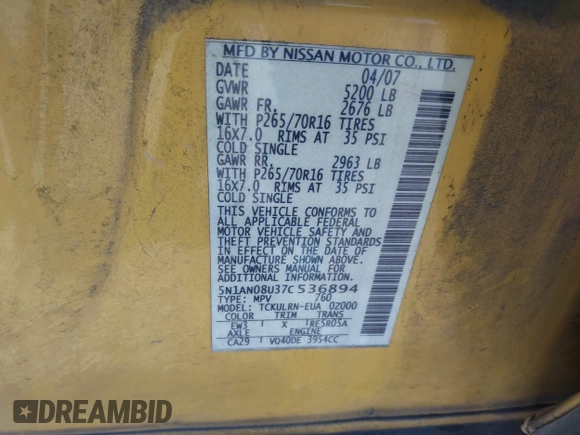 MFD BY NISSAN MOTOR CO., LTD.
DATE 04/07
GVWR 5200 LB
GAWR FR. 2676 LB
WITH P265/70R16 TIRES
16X7.0 RIMS AT 35 PSI
COLD SINGLE
GAWR RR. 2963 LB
WITH P265/70R16 TIRES
16X7.0 RIMS AT 35 PSI
COLD SINGLE
THIS VEHICLE CONFORMS TO
ALL APPLICABLE FEDERAL
MOTOR VEHICLE SAFETY AND
THEFT PREVENTION STANDARDS
IN EFFECT ON THE DATE OF
MANUFACTURE SHOWN ABOVE.
SEE OWNERS MANUAL FOR
ADDITIONAL INFORMATION.
5N1AN08U37C536894
TYPE: MPV 760
MODEL: TCKULRN-EUA 02000
COLOR TRIM TRANS
EW3 X RE5R05A
AXLE ENGINE
CA29 VQ40DE 3954CC
DREAMBID